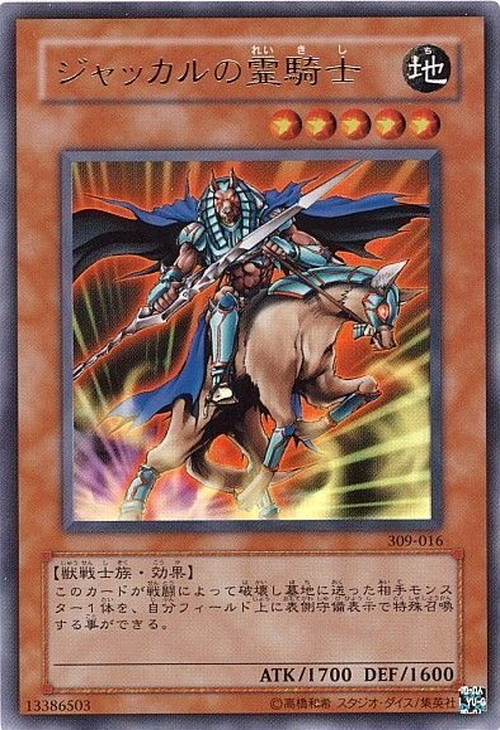 ジャッカルの霊騎士
れいきし
地
ち
309-016
【獣戦士族・効果】
このカードが戦闘によって破壊し墓地に送った相手モンス
ター１体を、自分フィールド上に表側守備表示で特殊召喚
する事ができる。
ATK/1700 DEF/1600
13386503
©高橋和希 スタジオ・ダイス/集英社